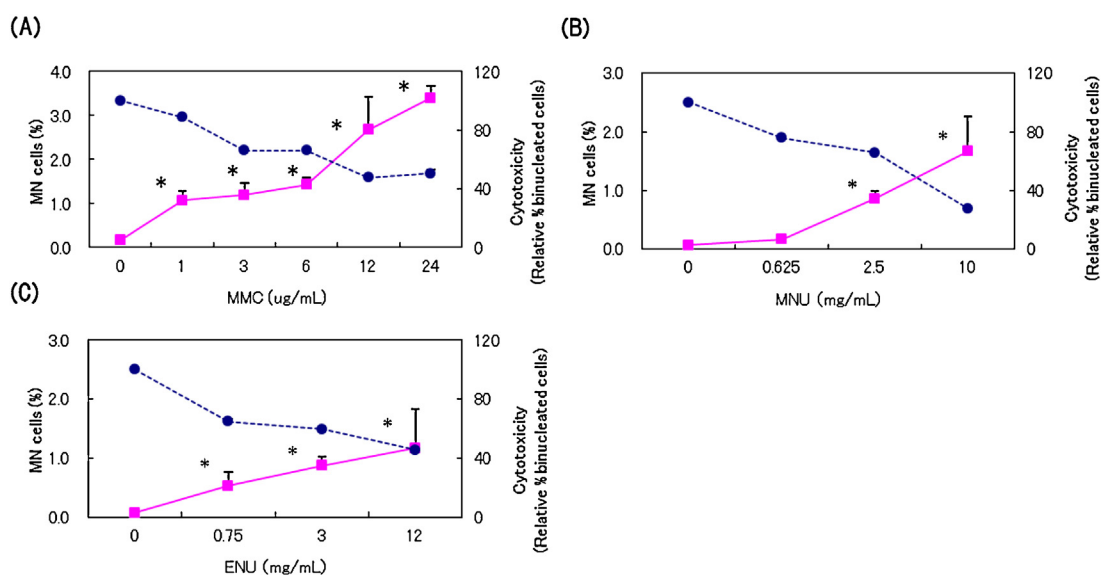 (A)
4.0
3.0
2.0
1.0
0.0
MN cells (%)
120
80
40
0
Cytotoxicity
(Relative % binucleated cells)
* * * * *
0 1 3 6 12 24
MMC (ug/mL)
(B)
3.0
2.0
1.0
0.0
MN cells (%)
120
80
40
0
Cytotoxicity
(Relative % binucleated cells)
* *
0 0.625 2.5 10
MNU (mg/mL)
(C)
3.0
2.0
1.0
0.0
MN cells (%)
120
80
40
0
Cytotoxicity
(Relative % binucleated cells)
* * *
0 0.75 3 12
ENU (mg/mL)